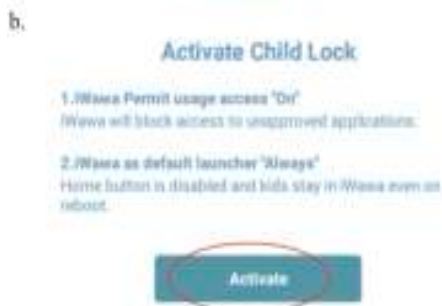 b.
Activate Child Lock
1.iWawa Permit usage access "On"
iWawa will block access to unapproved applications.
2.iWawa as default launcher "Always"
Home button is disabled and kids stay in iWawa even on
reboot.
Activate